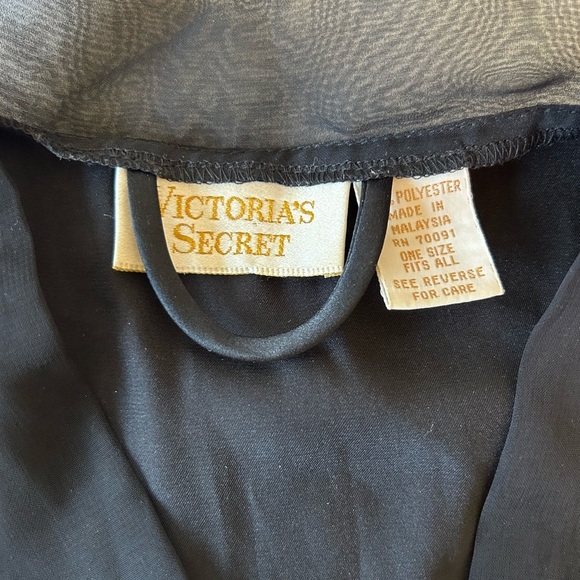 VICTORIA'S
SECRET
% POLYESTER
MADE IN
MALAYSIA
RN 70091
ONE SIZE
FITS ALL
SEE REVERSE
FOR CARE